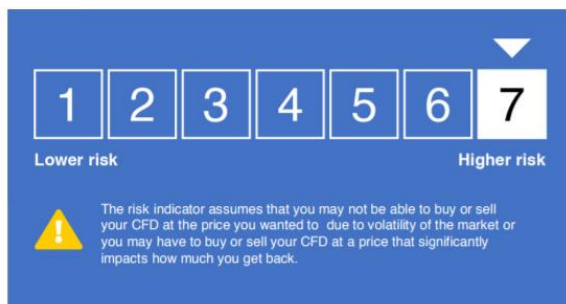 1 2 3 4 5 6 7
Lower risk Higher risk
The risk indicator assumes that you may not be able to buy or sell
your CFD at the price you wanted to due to volatility of the market or
you may have to buy or sell your CFD at a price that significantly
impacts how much you get back.